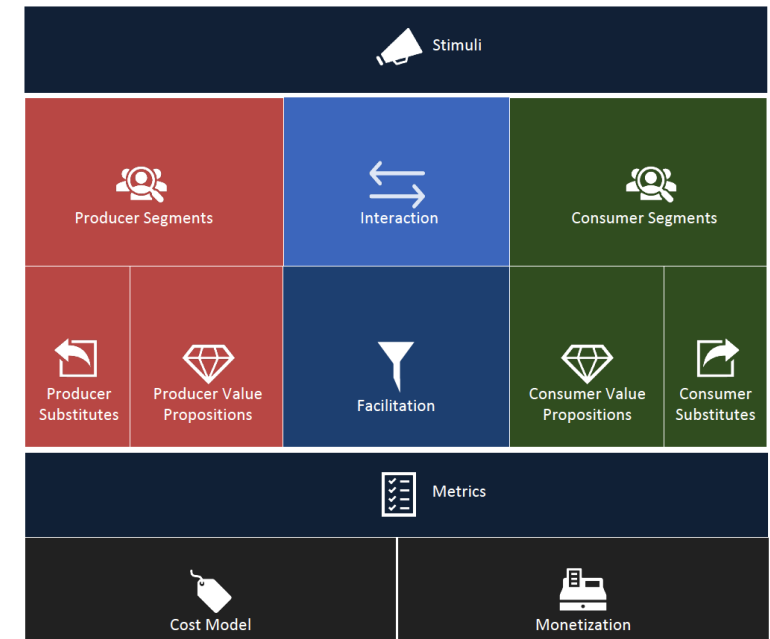 Stimuli
Producer Segments
Interaction
Consumer Segments
Producer
Substitutes
Producer Value
Propositions
Facilitation
Consumer Value
Propositions
Consumer
Substitutes
Metrics
Cost Model
Monetization